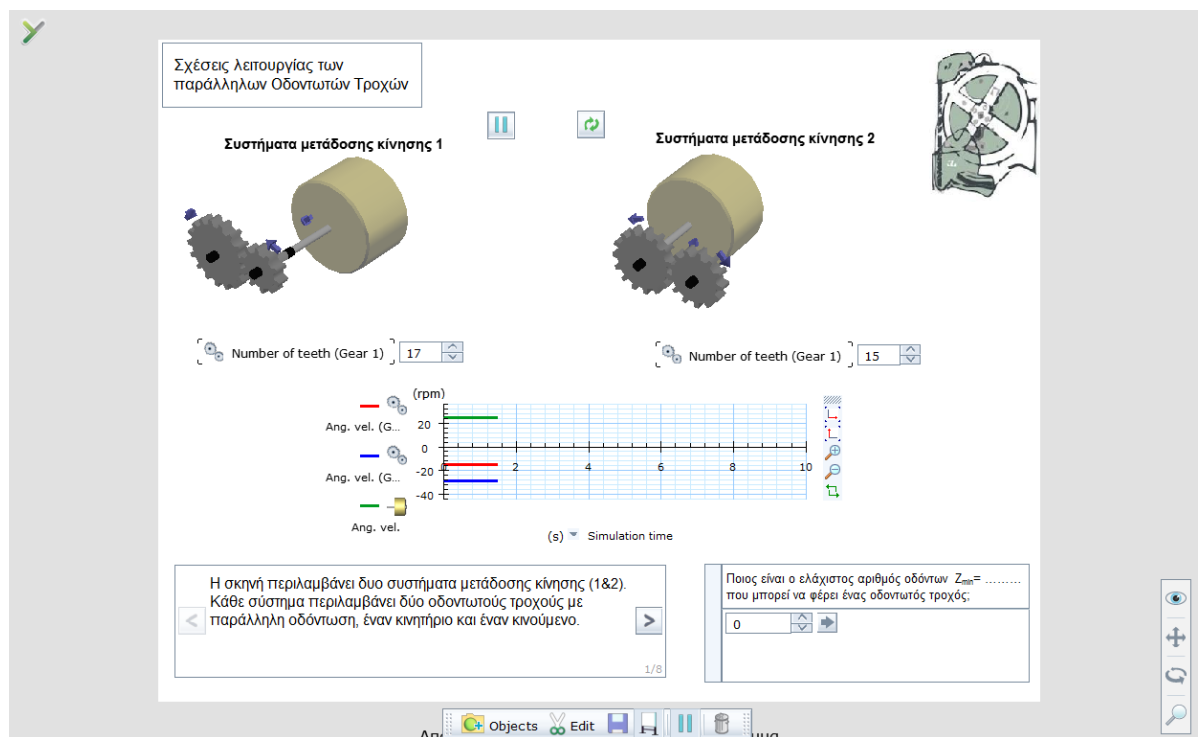 Σχέσεις λειτουργίας των
παράλληλων Οδοντωτών Τροχών
Συστήματα μετάδοσης κίνησης 1
Συστήματα μετάδοσης κίνησης 2
Number of teeth (Gear 1) 17
Number of teeth (Gear 1) 15
(rpm)
Ang. vel. (G...
Ang. vel. (G...
Ang. vel.
20
0
-20
-40
0 2 4 6 8 10
(s) Simulation time
Η σκηνή περιλαμβάνει δυο συστήματα μετάδοσης κίνησης (1&2).
Κάθε σύστημα περιλαμβάνει δύο οδοντωτούς τροχούς με
παράλληλη οδόντωση, έναν κινητήριο και έναν κινούμενο.
< >
1/8
Ποιος είναι ο ελάχιστος αριθμός οδόντων Zmin= ………
που μπορεί να φέρει ένας οδοντωτός τροχός;
0
Objects Edit